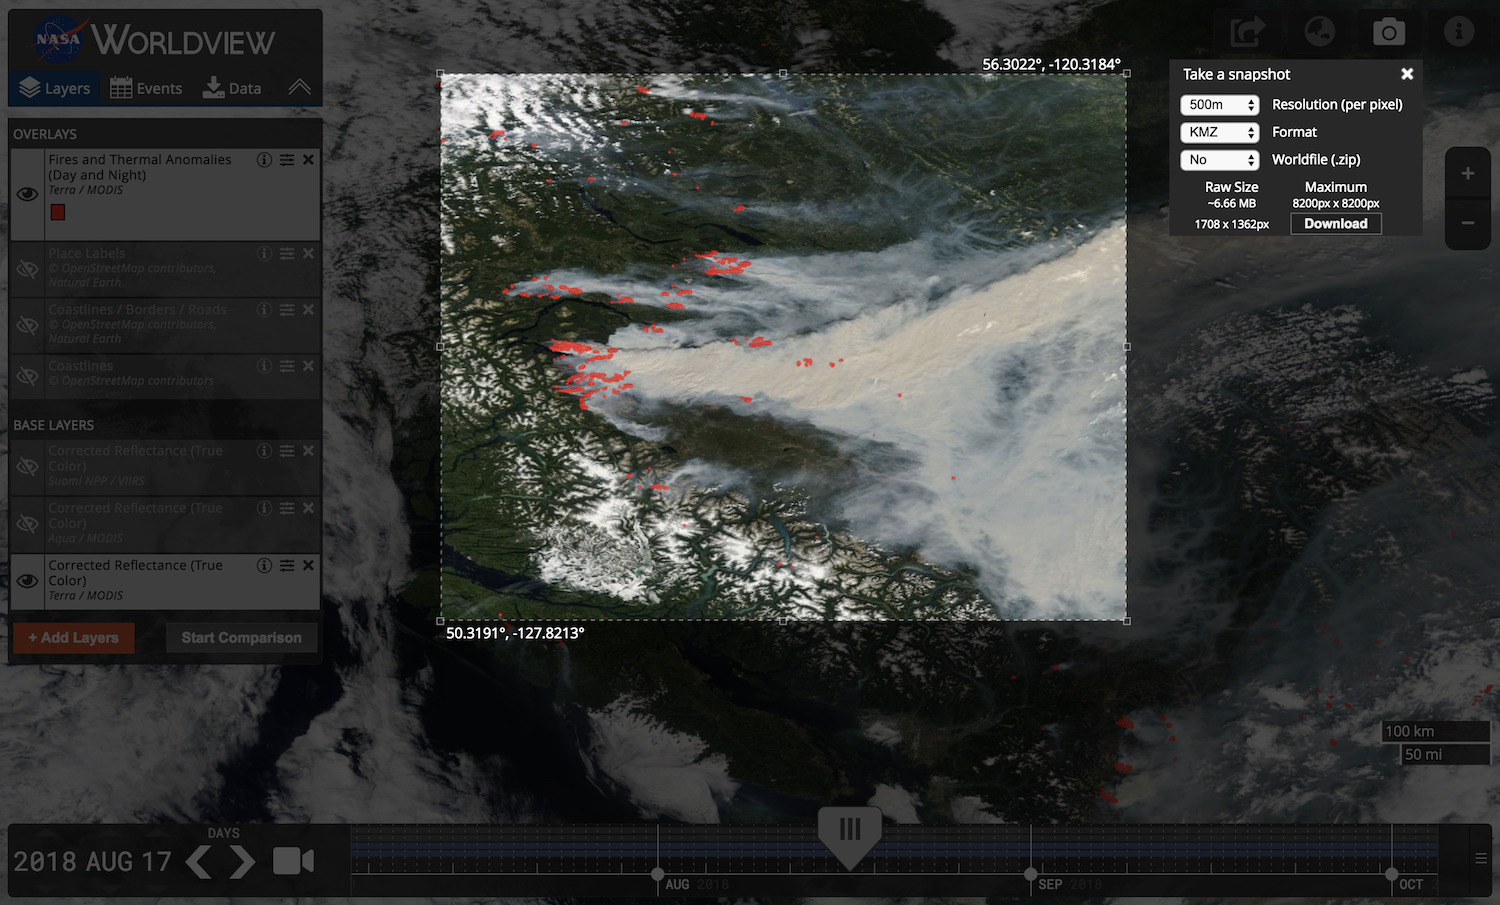 NASA WORLDVIEW
Layers
Events
Data
OVERLAYS
Fires and Thermal Anomalies
(Day and Night)
Terra / MODIS
Place Labels
© OpenStreetMap contributors,
Natural Earth
Coastlines / Borders / Roads
© OpenStreetMap contributors,
Natural Earth
Coastlines
© OpenStreetMap contributors
BASE LAYERS
Corrected Reflectance (True
Color)
Suomi NPP / VIIRS
Corrected Reflectance (True
Color)
Aqua / MODIS
Corrected Reflectance (True
Color)
Terra / MODIS
+ Add Layers
Start Comparison
56.3022°, -120.3184°
50.3191°, -127.8213°
Take a snapshot
500m Resolution (per pixel)
KMZ Format
No Worldfile (.zip)
Raw Size Maximum
~6.66 MB 8200px x 8200px
1708 x 1362px Download
100 km
50 mi
DAYS
2018 AUG 17
AUG 2018
SEP 2018
OCT 2